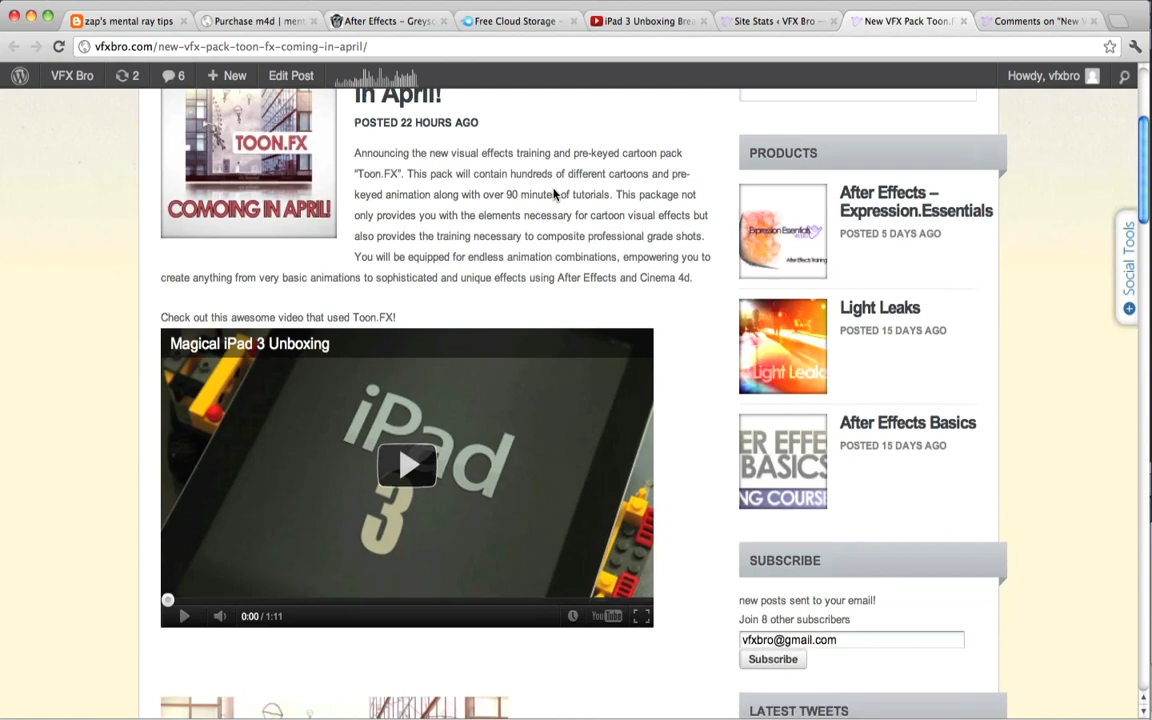 zap's mental ray tips
Purchase m4d | ment
After Effects – Greysc
Free Cloud Storage –
iPad 3 Unboxing Brea
Site Stats ‹ VFX Bro —
New VFX Pack Toon.F
Comments on "New V
vfxbro.com/new-vfx-pack-toon-fx-coming-in-april/
VFX Bro
2
6
+ New
Edit Post
Howdy, vfxbro
in April!
POSTED 22 HOURS AGO
TOON.FX
COMOING IN APRIL!
Announcing the new visual effects training and pre-keyed cartoon pack
"Toon.FX". This pack will contain hundreds of different cartoons and pre-
keyed animation along with over 90 minutes of tutorials. This package not
only provides you with the elements necessary for cartoon visual effects but
also provides the training necessary to composite professional grade shots.
You will be equipped for endless animation combinations, empowering you to
create anything from very basic animations to sophisticated and unique effects using After Effects and Cinema 4d.
Check out this awesome video that used Toon.FX!
Magical iPad 3 Unboxing
iPad
3
0:00 / 1:11
YouTube
PRODUCTS
Expression.Essentials
After Effects Training
After Effects –
Expression.Essentials
POSTED 5 DAYS AGO
Light Leaks
Light Leaks
POSTED 15 DAYS AGO
ER EFFE
BASICS
NG COURSE
After Effects Basics
POSTED 15 DAYS AGO
Social Tools
SUBSCRIBE
new posts sent to your email!
Join 8 other subscribers
vfxbro@gmail.com
Subscribe
LATEST TWEETS